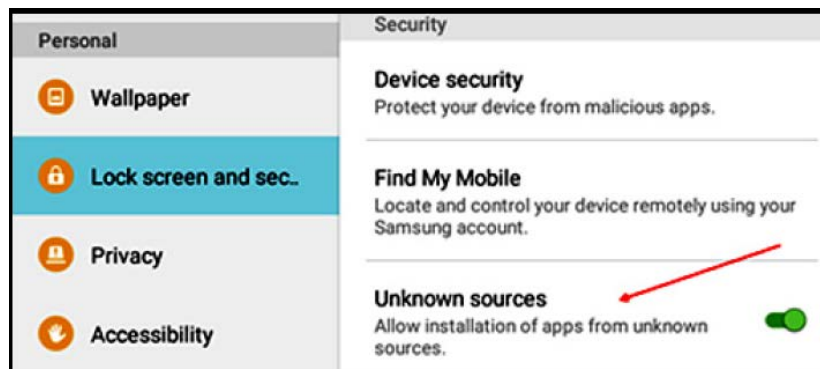 Personal
Wallpaper
Lock screen and sec..
Privacy
Accessibility
Security
Device security
Protect your device from malicious apps.
Find My Mobile
Locate and control your device remotely using your
Samsung account.
Unknown sources
Allow installation of apps from unknown
sources.